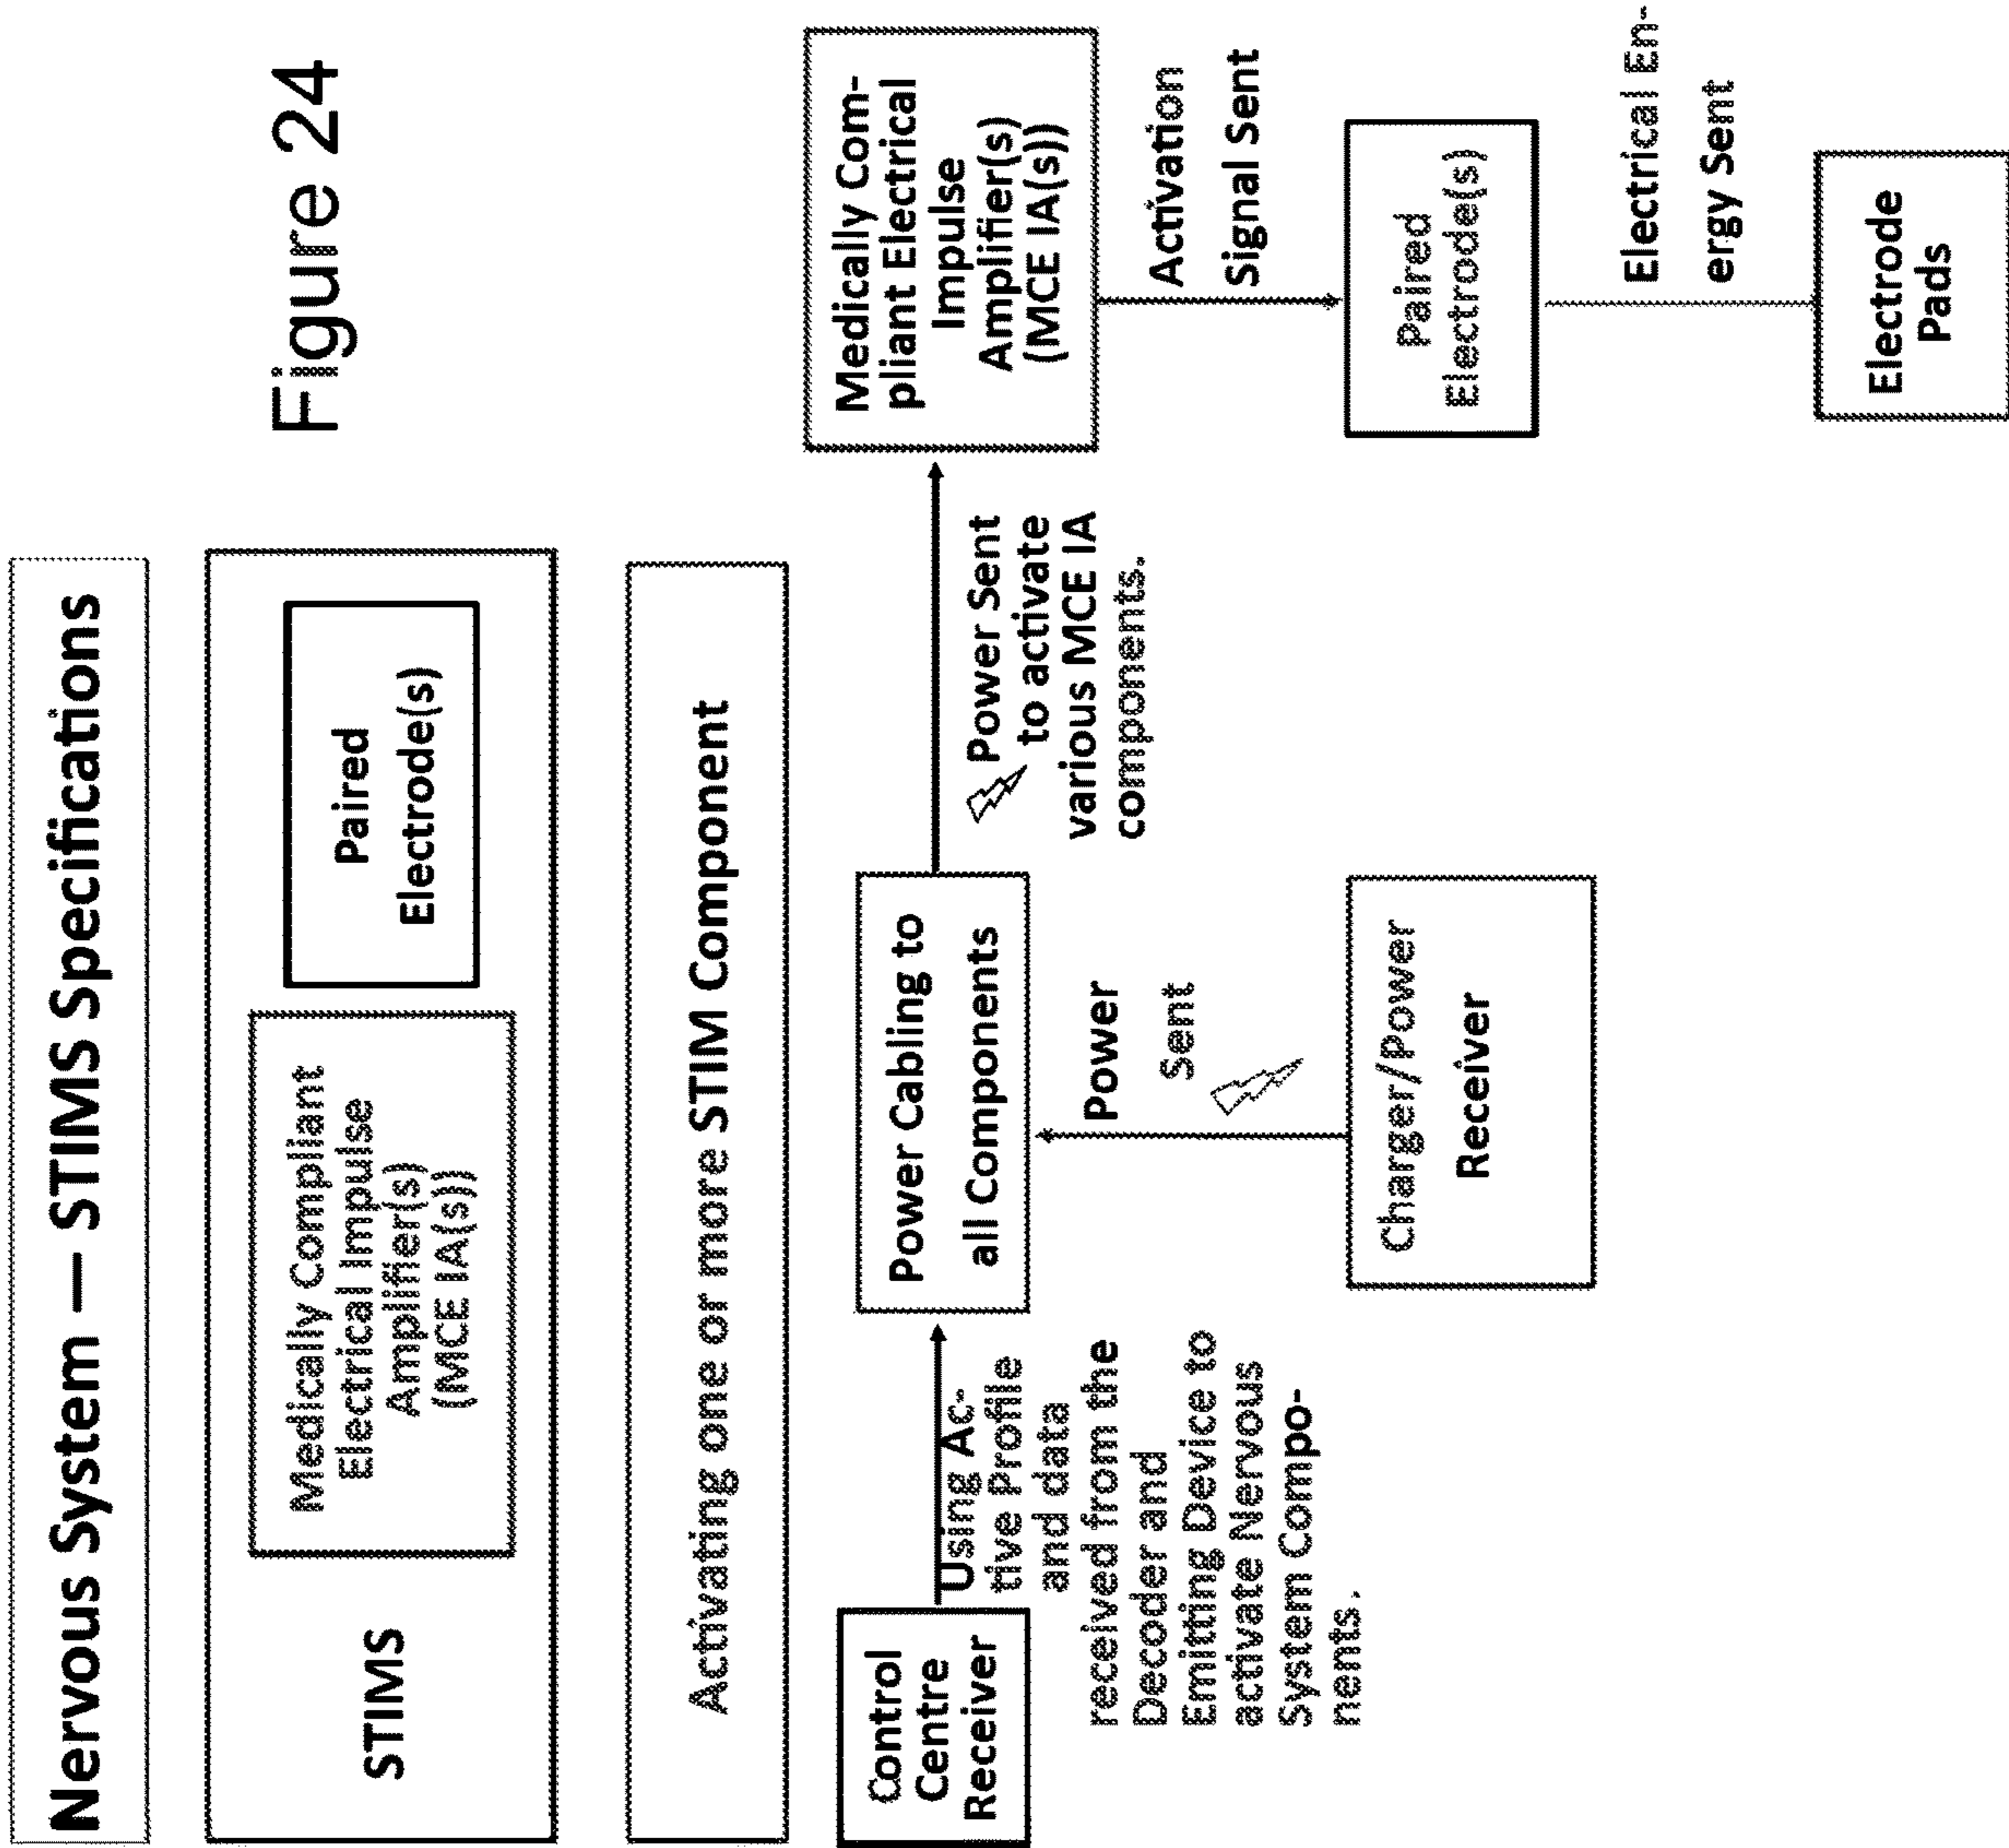 Nervous System — STIMS Specifications
Figure 24
STIMS
Medically Compliant
Electrical Impulse
Amplifier(s)
(MCE IA(s))
Paired
Electrode(s)
Activating one or more STIM Component
Control
Centre
Receiver
Using Ac-
tive Profile
and data
received from the
Decoder and
Emitting Device to
activate Nervous
System Compo-
nents.
Power Cabling to
all Components
Power
Sent
Charger/Power
Receiver
Power Sent
to activate
various MCE IA
components.
Medically Com-
pliant Electrical
Impulse
Amplifier(s)
(MCE IA(s))
Activation
Signal Sent
Paired
Electrode(s)
Electrical En-
ergy Sent
Electrode
Pads